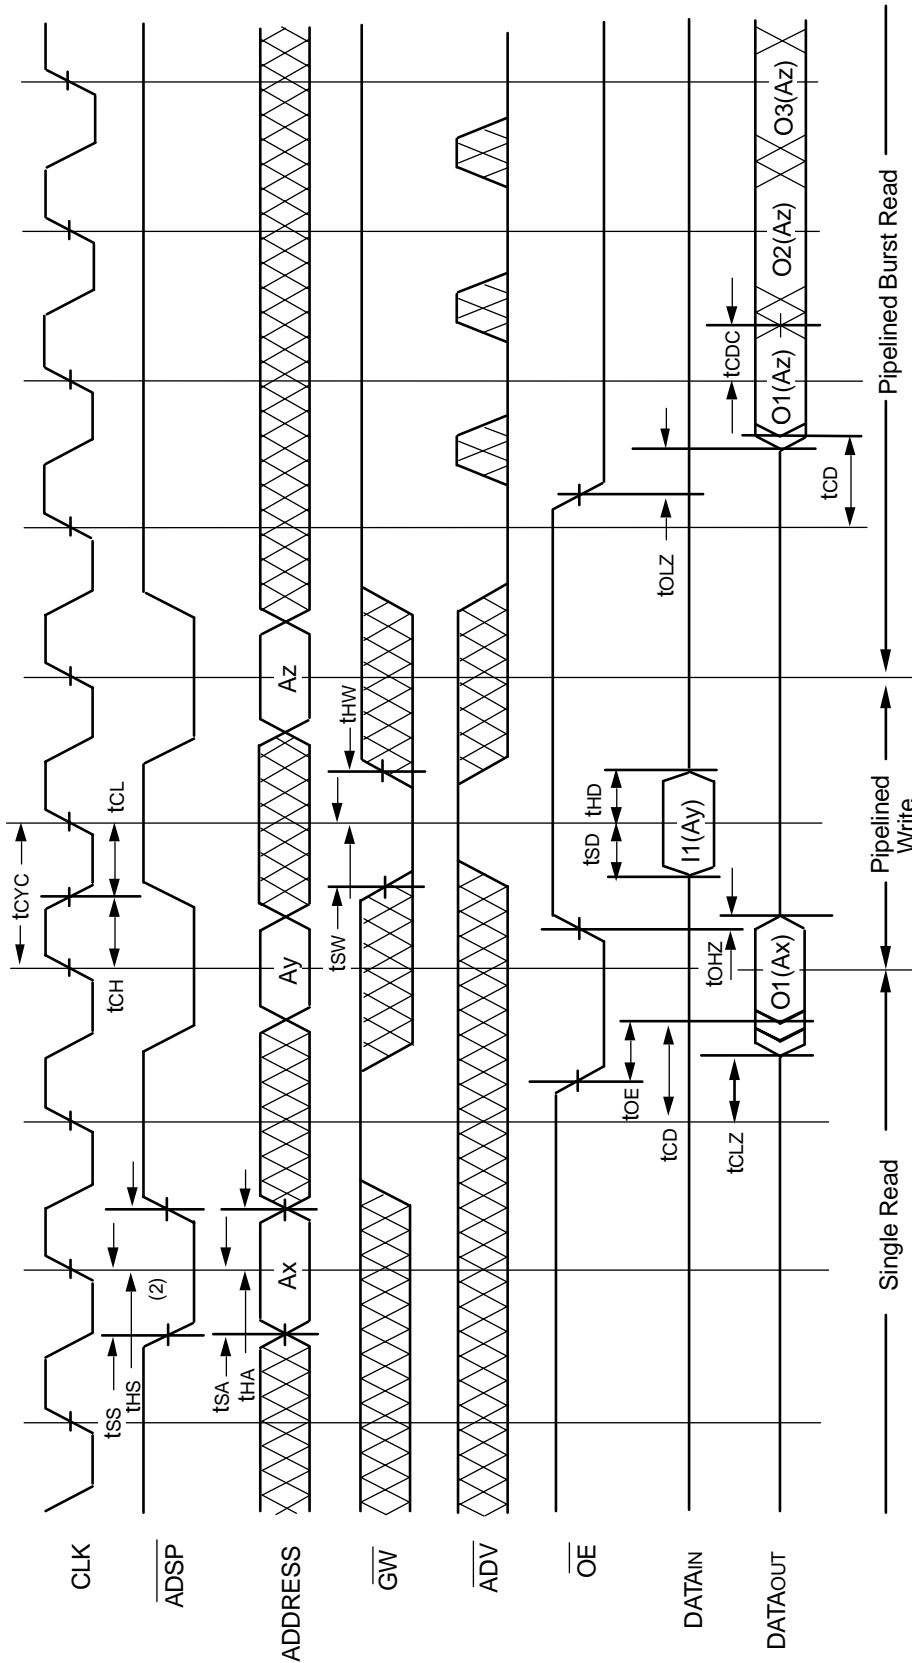 CLK
tCYC
tCH
tCL
ADSP
tSS
tHS
(2)
ADDRESS
tSA
tHA
Ax
Ay
Az
GW
tSW
tHW
ADV
OE
tOE
tOHZ
tOLZ
DATAIN
tCD
tSD
tHD
I1(Ay)
DATAOUT
tCLZ
O1(Ax)
tCD
tCDC
O1(Az)
O2(Az)
O3(Az)
Single Read
Pipelined
Write
Pipelined Burst Read